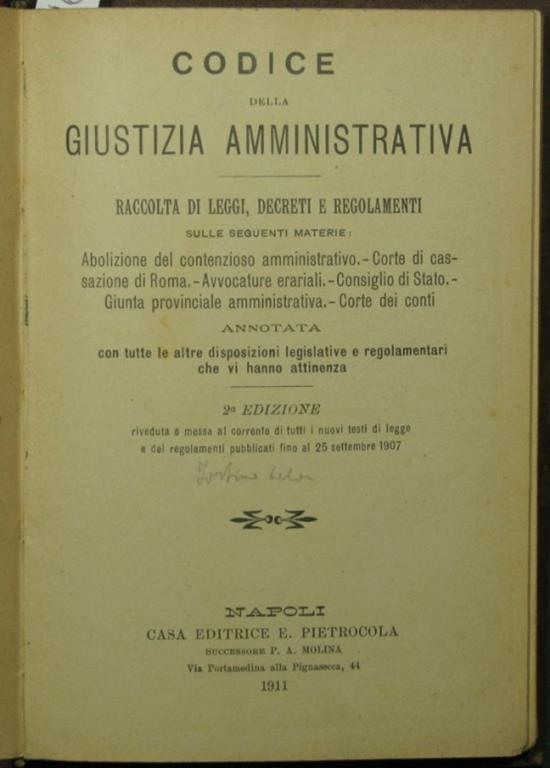 CODICE
DELLA
GIUSTIZIA AMMINISTRATIVA
RACCOLTA DI LEGGI, DECRETI E REGOLAMENTI
SULLE SEGUENTI MATERIE:
Abolizione del contenzioso amministrativo.-Corte di cas-
sazione di Roma.-Avvocature erariali.-Consiglio di Stato.-
Giunta provinciale amministrativa.-Corte dei conti
ANNOTATA
con tutte le altre disposizioni legislative e regolamentari
che vi hanno attinenza
2a EDIZIONE
riveduta e messa al corrente di tutti i nuovi testi di legge
e dei regolamenti pubblicati fino al 25 settembre 1907
NAPOLI
CASA EDITRICE E. PIETROCOLA
SUCCESSORE P. A. MOLINA
Via Portamedina alla Pignasecca, 44
1911